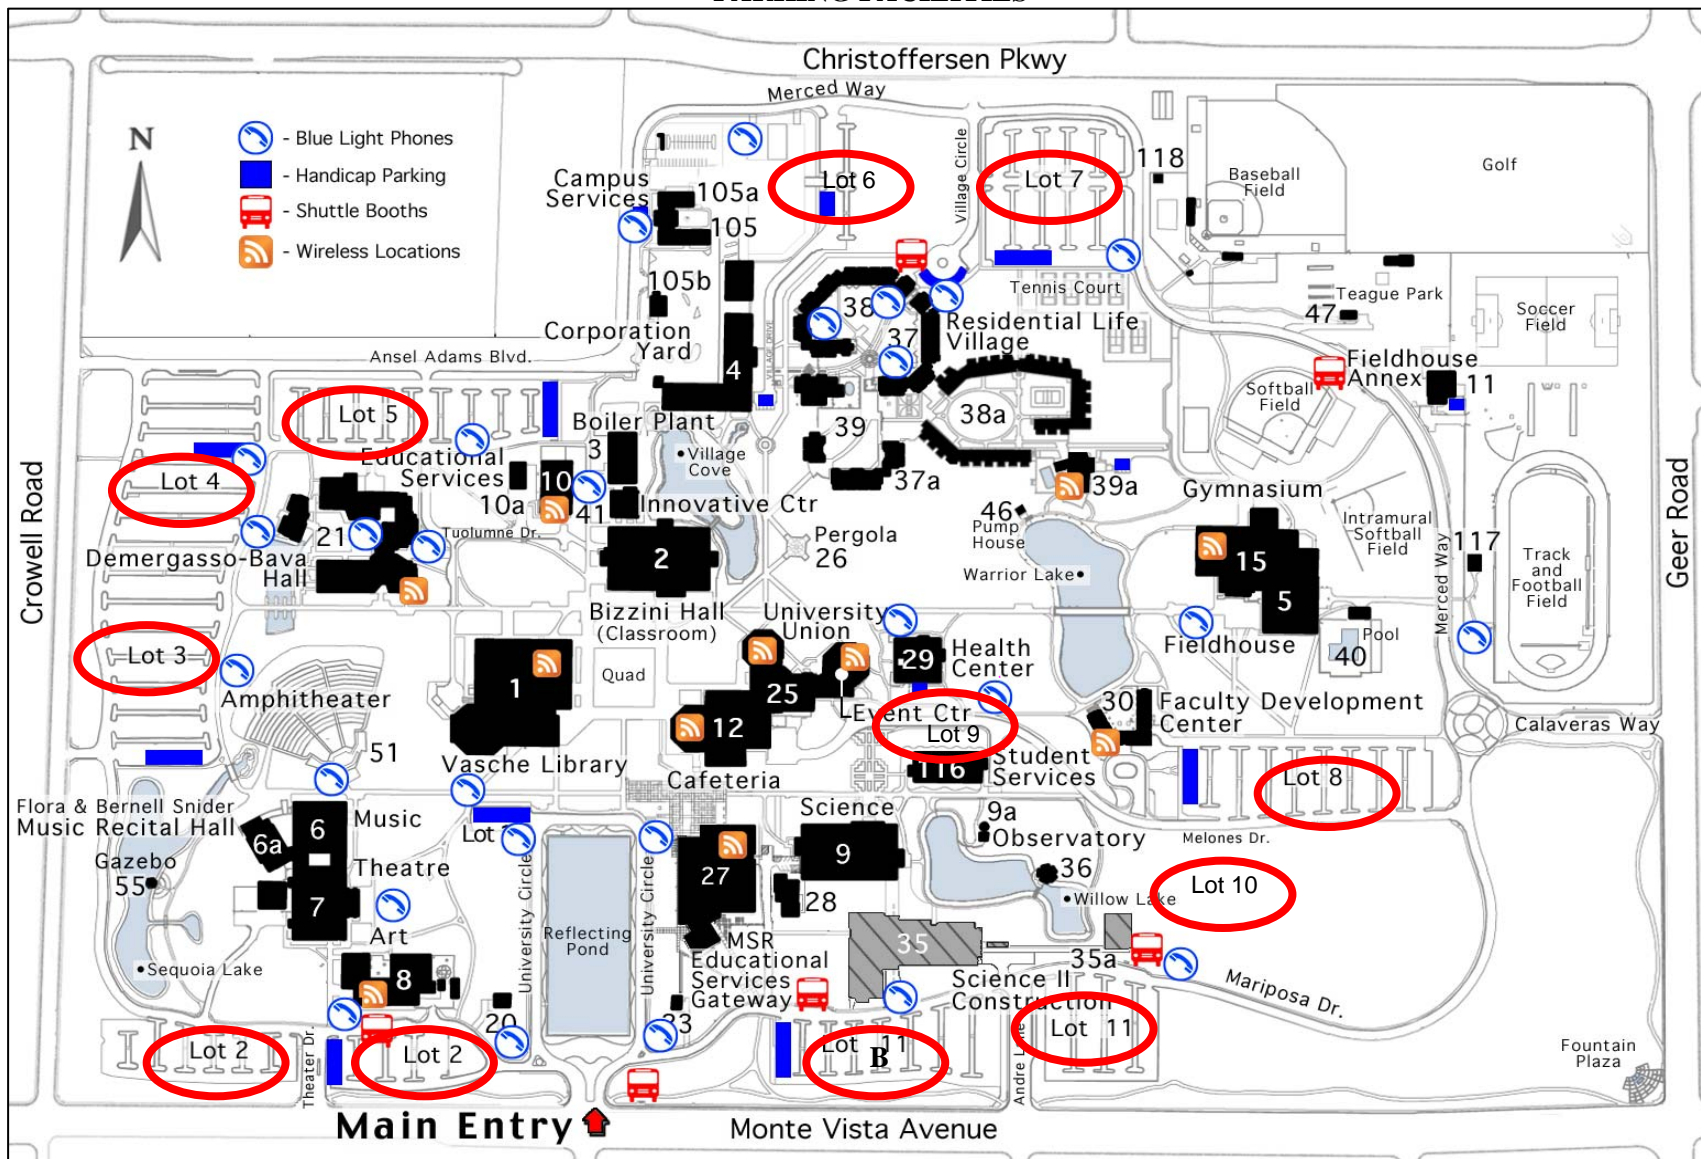 PARKING FACILITIES
Christoffersen Pkwy
Merced Way
N
- Blue Light Phones
- Handicap Parking
- Shuttle Booths
- Wireless Locations
Campus
Services
105a
105
105b
Corporation
Yard
4
Lot 6
Village Circle
Lot 7
118
Baseball
Field
Golf
Tennis Court
Teague Park
47
Soccer
Field
38
37
Residential Life
Village
VILLAGE DRIVE
Ansel Adams Blvd.
Fieldhouse
Annex
11
Softball
Field
Lot 5
Boiler Plant
3
Village
Cove
39
38a
37a
39a
Educational
Services
10
10a
41
Innovative Ctr
Lot 4
Crowell Road
Geer Road
Gymnasium
46
Pump
House
Pergola
26
Intramural
Softball
Field
Merced Way
117
Track
and
Football
Field
21
Tuolumne Dr.
Demergasso-Bava
Hall
2
Warrior Lake
15
5
Bizzini Hall
(Classroom)
University
Union
Fieldhouse
Pool
40
Lot 3
Amphitheater
51
1
Quad
25
29
Health
Center
Event Ctr
12
Lot 9
30
Faculty Development
Center
Calaveras Way
Vasche Library
Cafeteria
116
Student
Services
Lot 8
Flora & Bernell Snider
Music Recital Hall
6a
6
Music
Lot
Science
9a
Observatory
Melones Dr.
Gazebo
55
Theatre
7
27
9
28
36
Willow Lake
Lot 10
University Circle
Reflecting
Pond
University Circle
Art
8
Sequoia Lake
MSR
Educational
Services
Gateway
35
35a
Science II
Construction
Mariposa Dr.
20
23
Lot 2
Theater Dr.
Lot 2
Lot 11
B
Andre Lane
Lot 11
Fountain
Plaza
Main Entry
Monte Vista Avenue